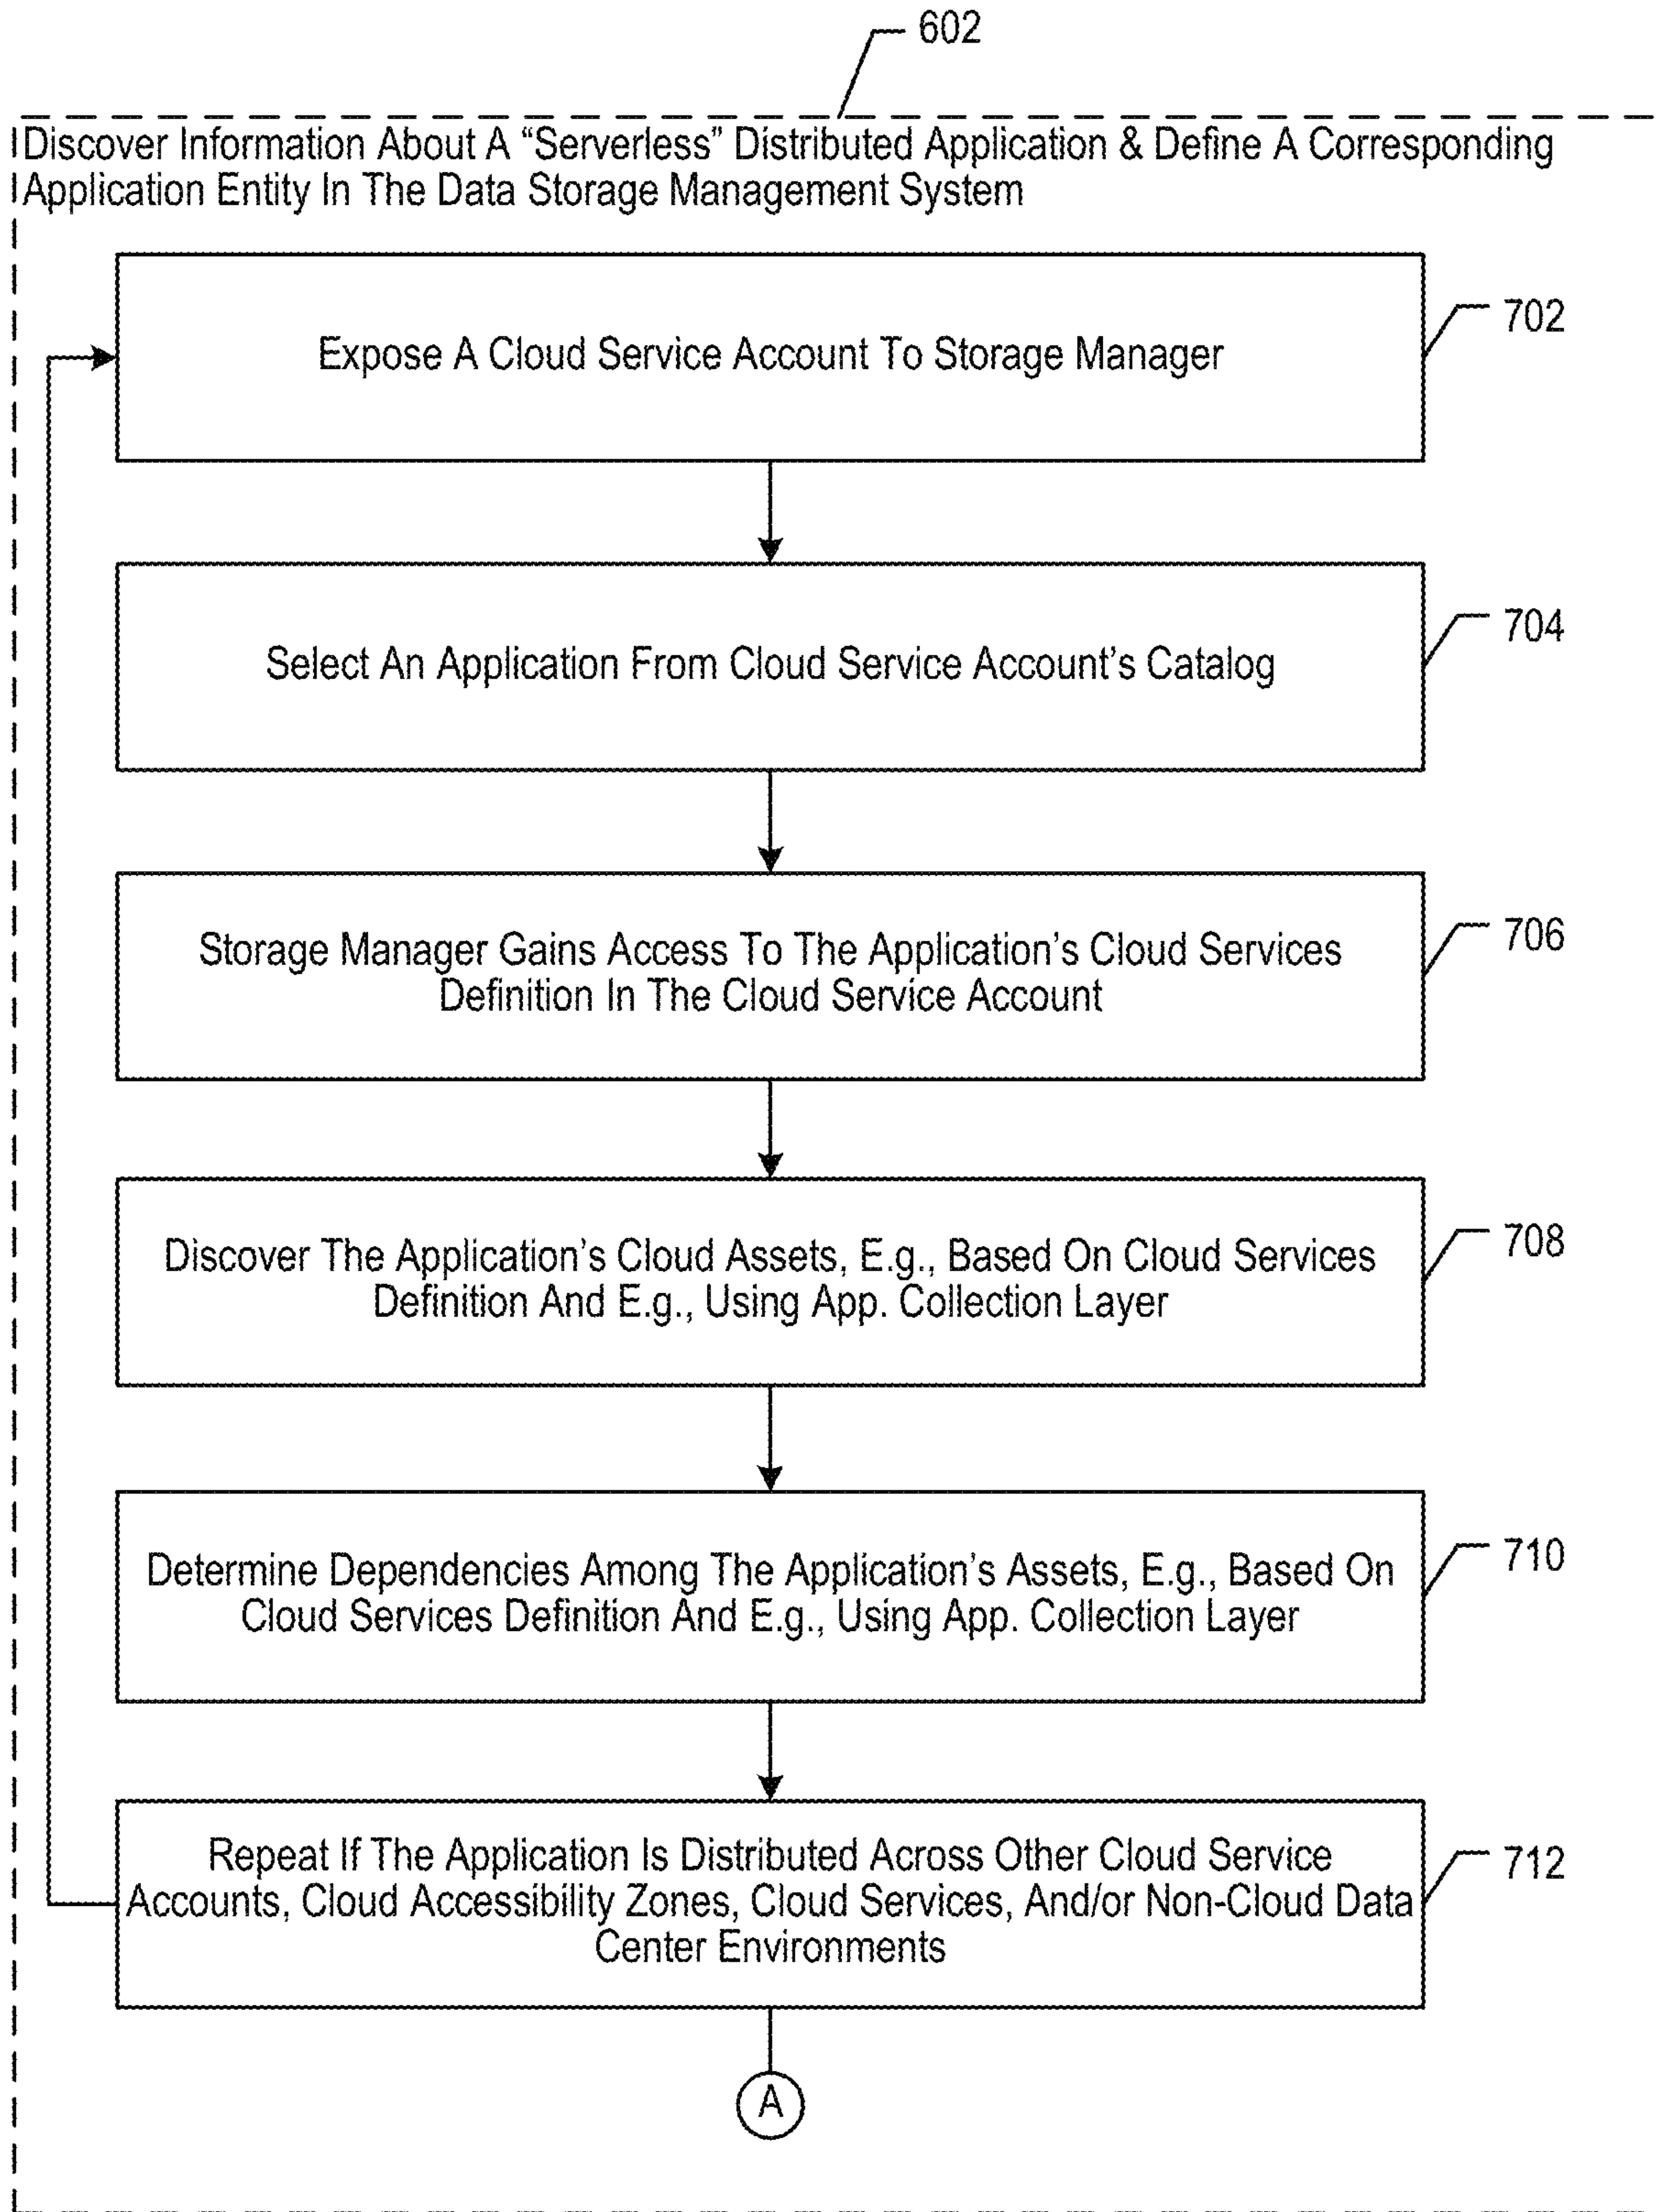 602
Discover Information About A “Serverless” Distributed Application & Define A Corresponding
Application Entity In The Data Storage Management System
Expose A Cloud Service Account To Storage Manager
702
Select An Application From Cloud Service Account’s Catalog
704
Storage Manager Gains Access To The Application’s Cloud Services
Definition In The Cloud Service Account
706
Discover The Application’s Cloud Assets, E.g., Based On Cloud Services
Definition And E.g., Using App. Collection Layer
708
Determine Dependencies Among The Application’s Assets, E.g., Based On
Cloud Services Definition And E.g., Using App. Collection Layer
710
Repeat If The Application Is Distributed Across Other Cloud Service
Accounts, Cloud Accessibility Zones, Cloud Services, And/or Non-Cloud Data
Center Environments
712
A